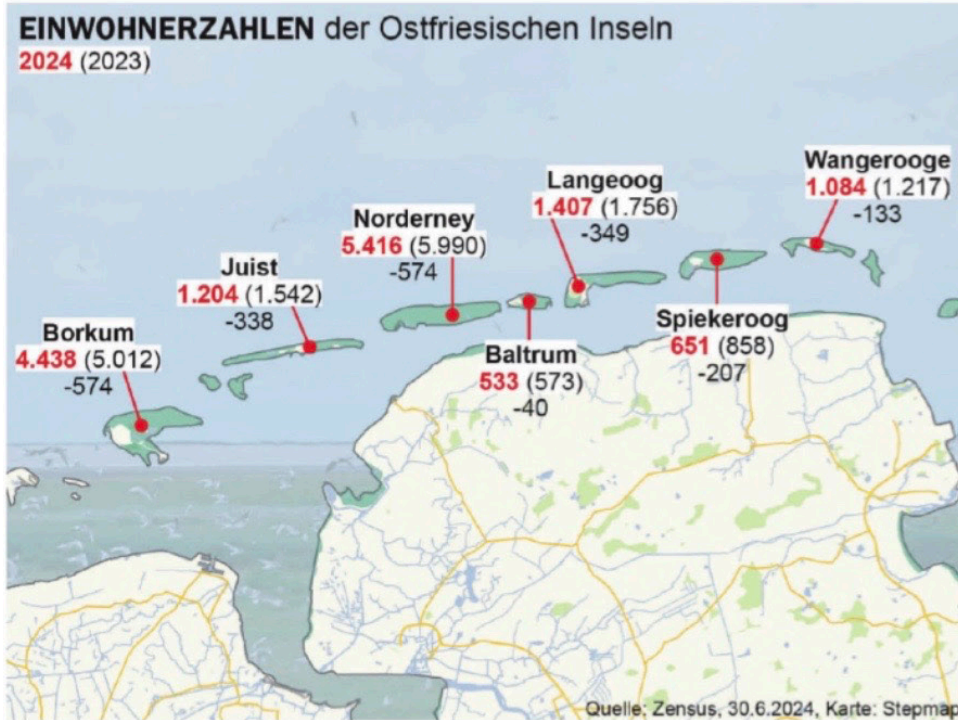 EINWOHNERZAHLEN der Ostfriesischen Inseln
2024 (2023)
Wangerooge
1.084 (1.217)
-133
Langeoog
1.407 (1.756)
-349
Norderney
5.416 (5.990)
-574
Juist
1.204 (1.542)
-338
Borkum
4.438 (5.012)
-574
Baltrum
533 (573)
-40
Spiekeroog
651 (858)
-207
Quelle: Zensus, 30.6.2024, Karte: Stepmap